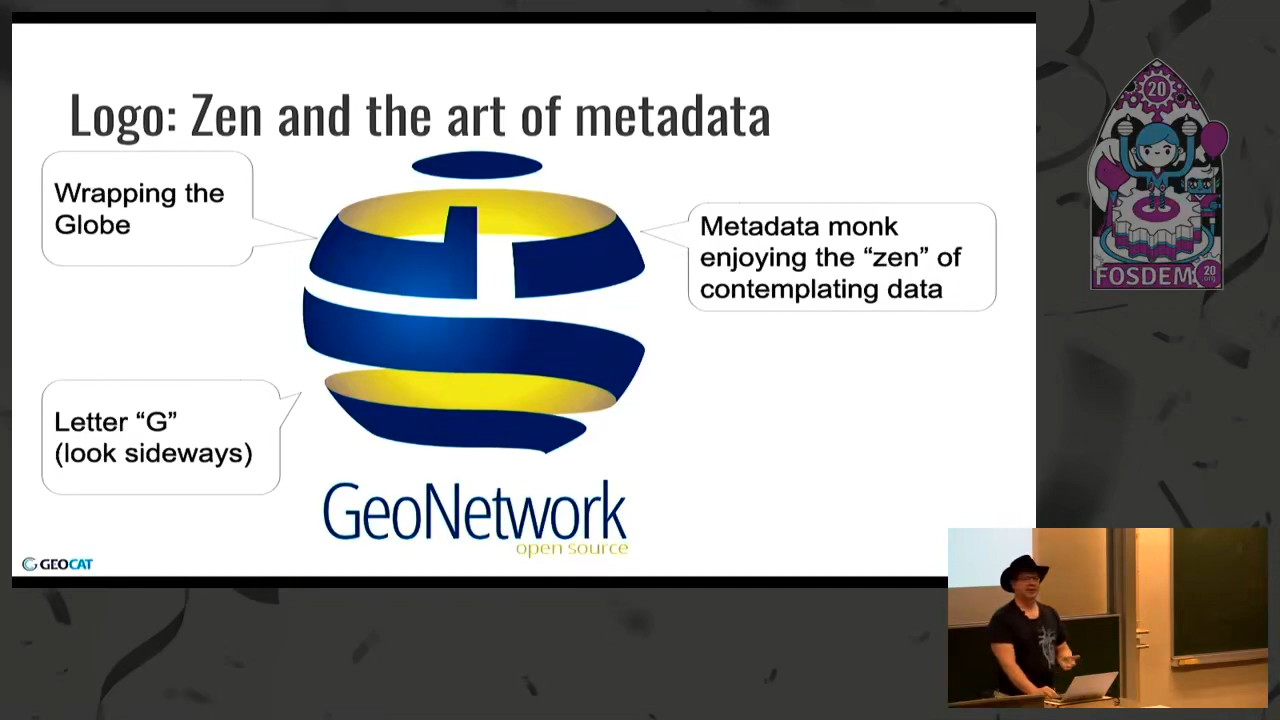 Logo: Zen and the art of metadata
Wrapping the
Globe
Metadata monk
enjoying the “zen” of
contemplating data
Letter “G”
(look sideways)
GeoNetwork
open source
GEOCAT
20
FOSDEM
20
.org